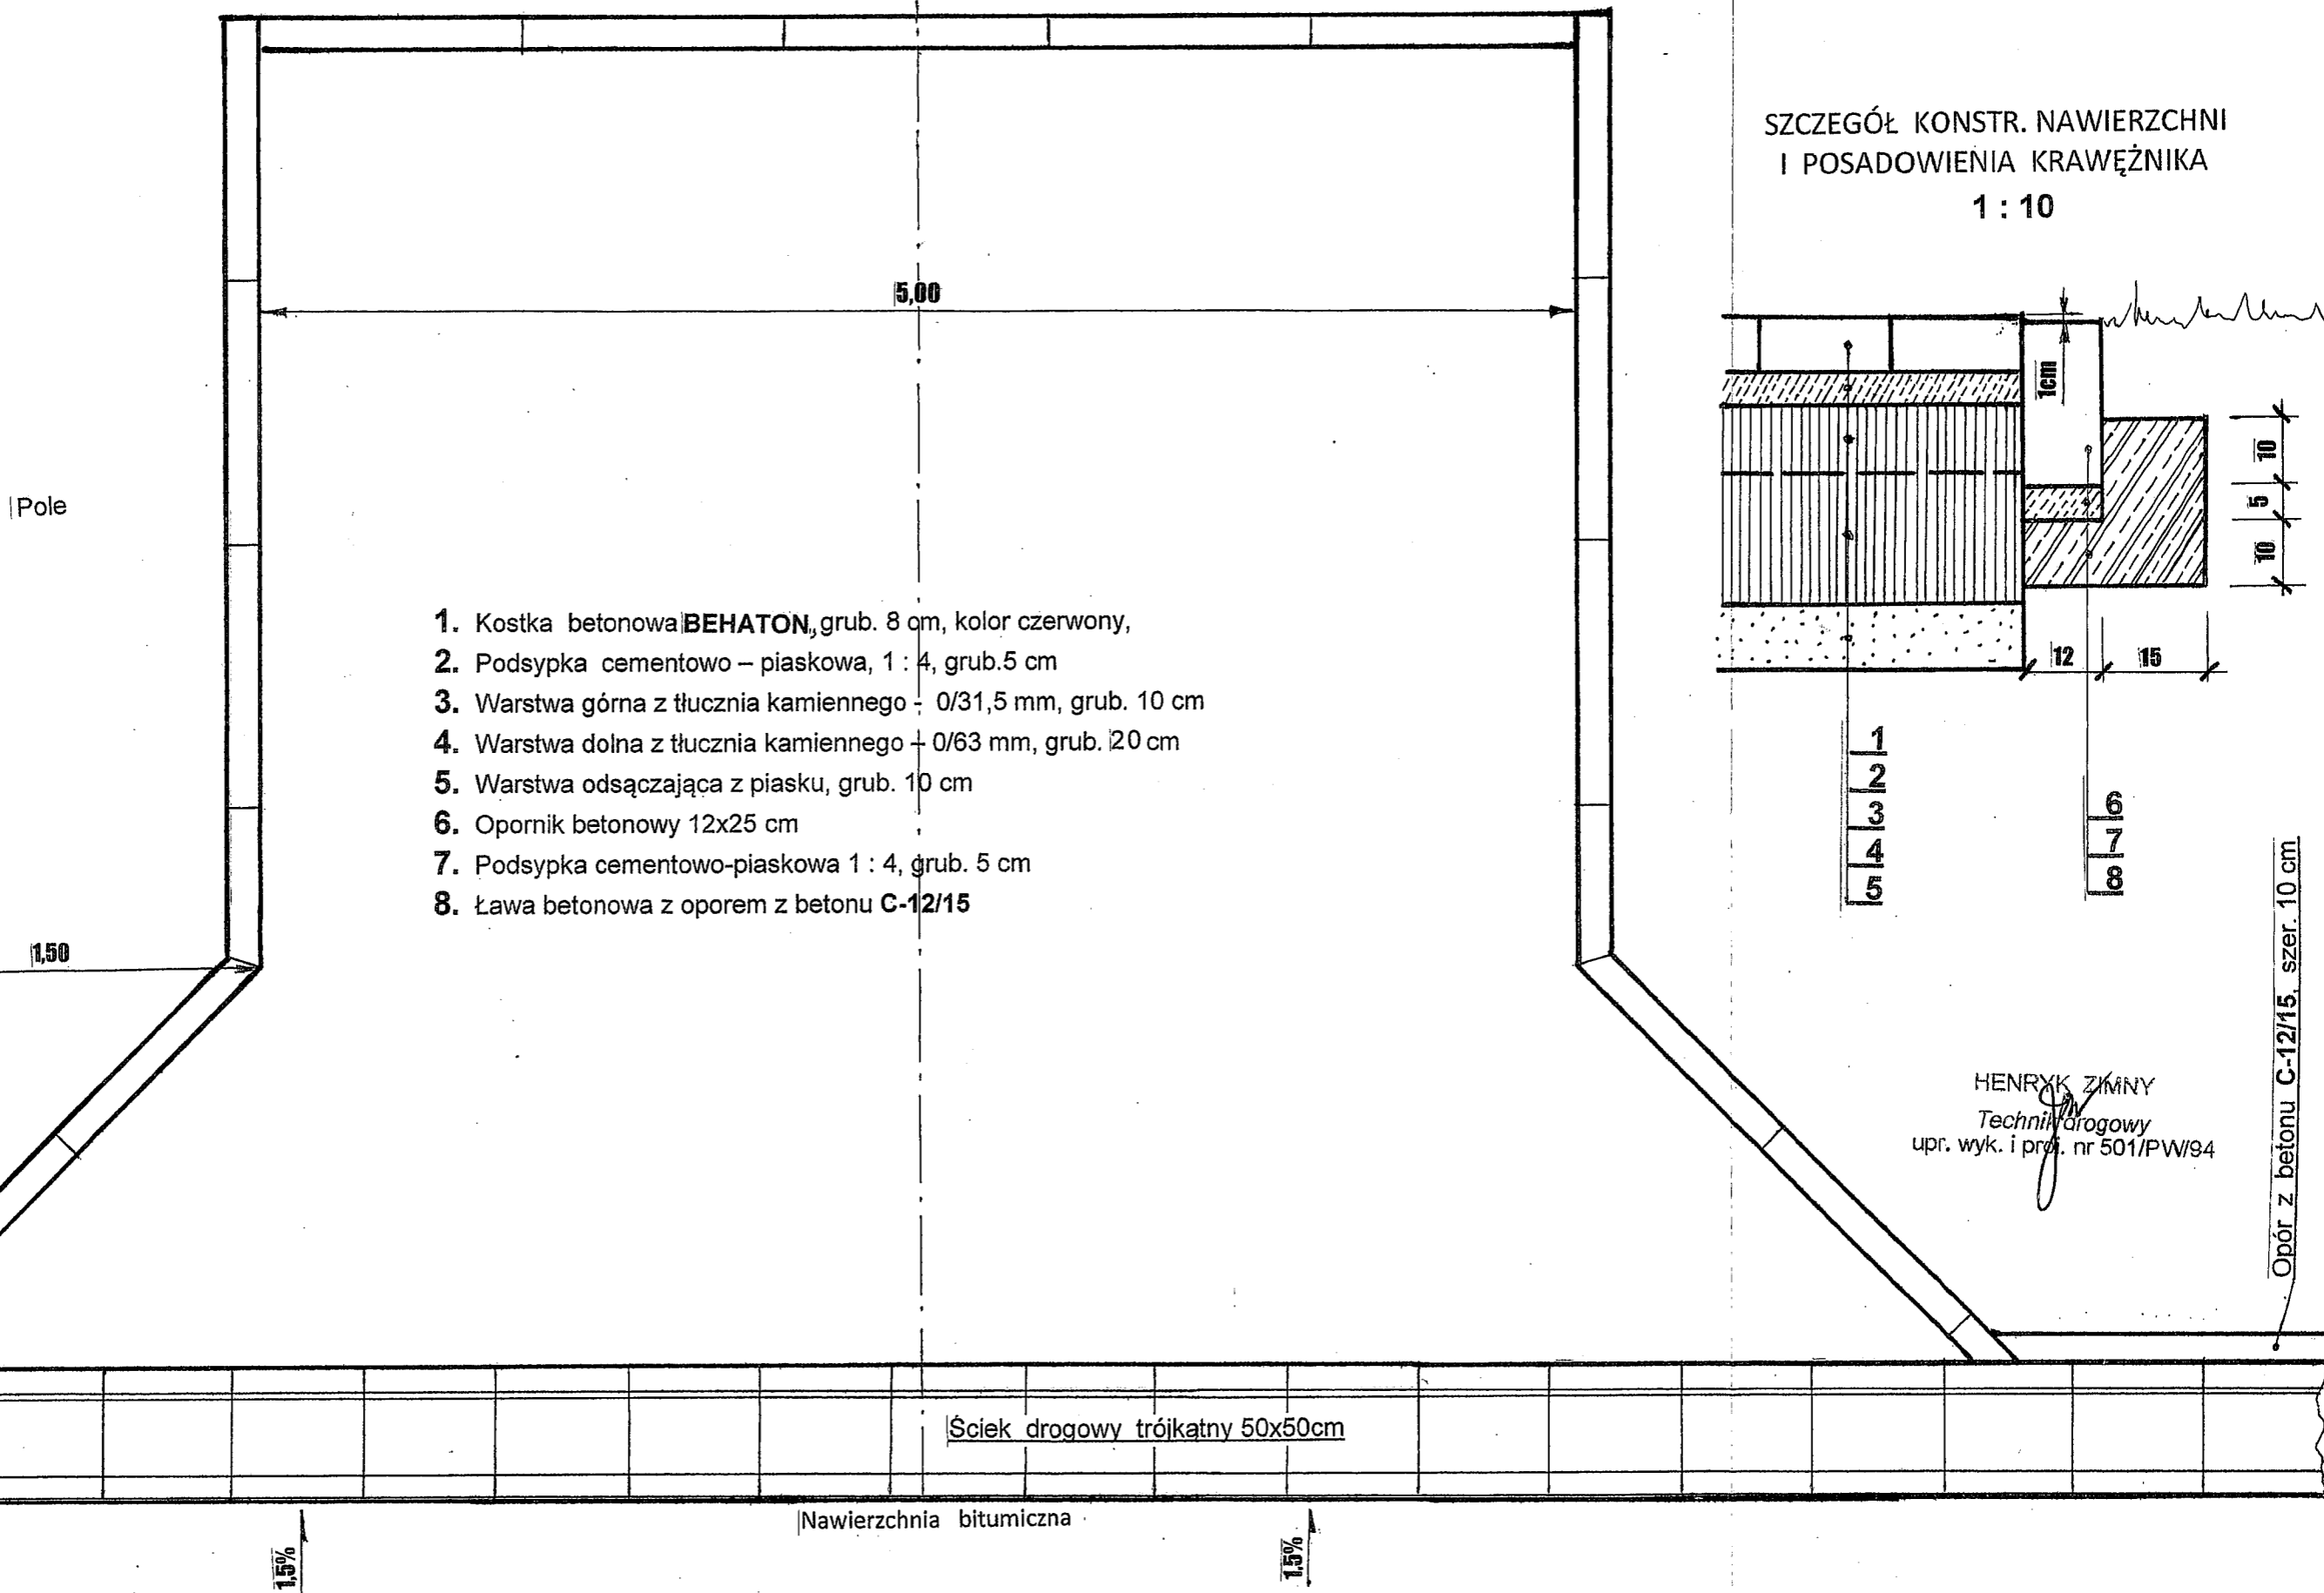 SZCZEGÓŁ KONSTR. NAWIERZCHNI
I POSADOWIENIA KRAWĘŻNIKA
1 : 10
5,00
1cm
10
5
10
12
15
Pole
1. Kostka betonowa BEHATON,, grub. 8 cm, kolor czerwony,
2. Podsypka cementowo – piaskowa, 1 : 4, grub.5 cm
3. Warstwa górna z tłucznia kamiennego - 0/31,5 mm, grub. 10 cm
4. Warstwa dolna z tłucznia kamiennego - 0/63 mm, grub. 20 cm
5. Warstwa odsączająca z piasku, grub. 10 cm
6. Opornik betonowy 12x25 cm
7. Podsypka cementowo-piaskowa 1 : 4, grub. 5 cm
8. Ława betonowa z oporem z betonu C-12/15
1
2
3
4
5
6
7
8
1,50
Opór z betonu C-12/15, szer. 10 cm
HENRYK ZIMNY
Technik drogowy
upr. wyk. i proj. nr 501/PW/94
Ściek drogowy trójkątny 50x50cm
Nawierzchnia bitumiczna
1,5%
1,5%